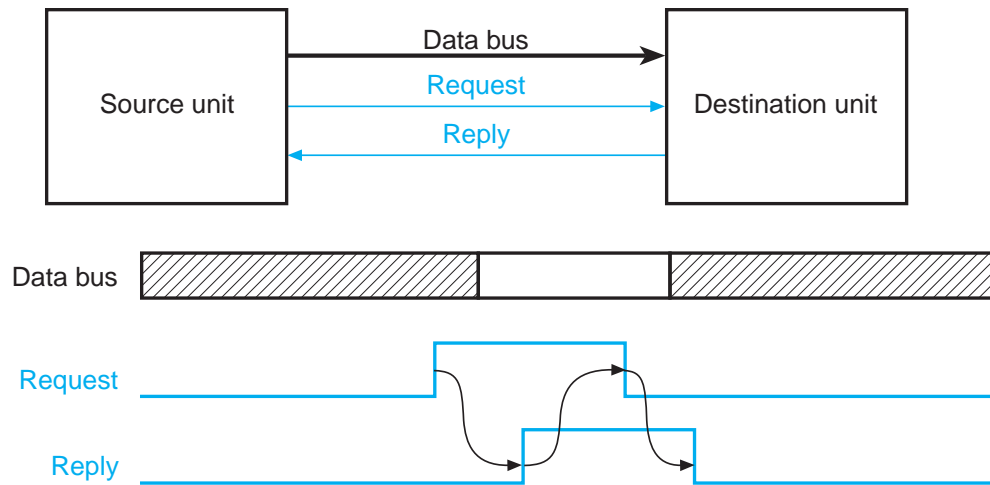 Data bus
Source unit
Request
Destination unit
Reply
Data bus
Request
Reply